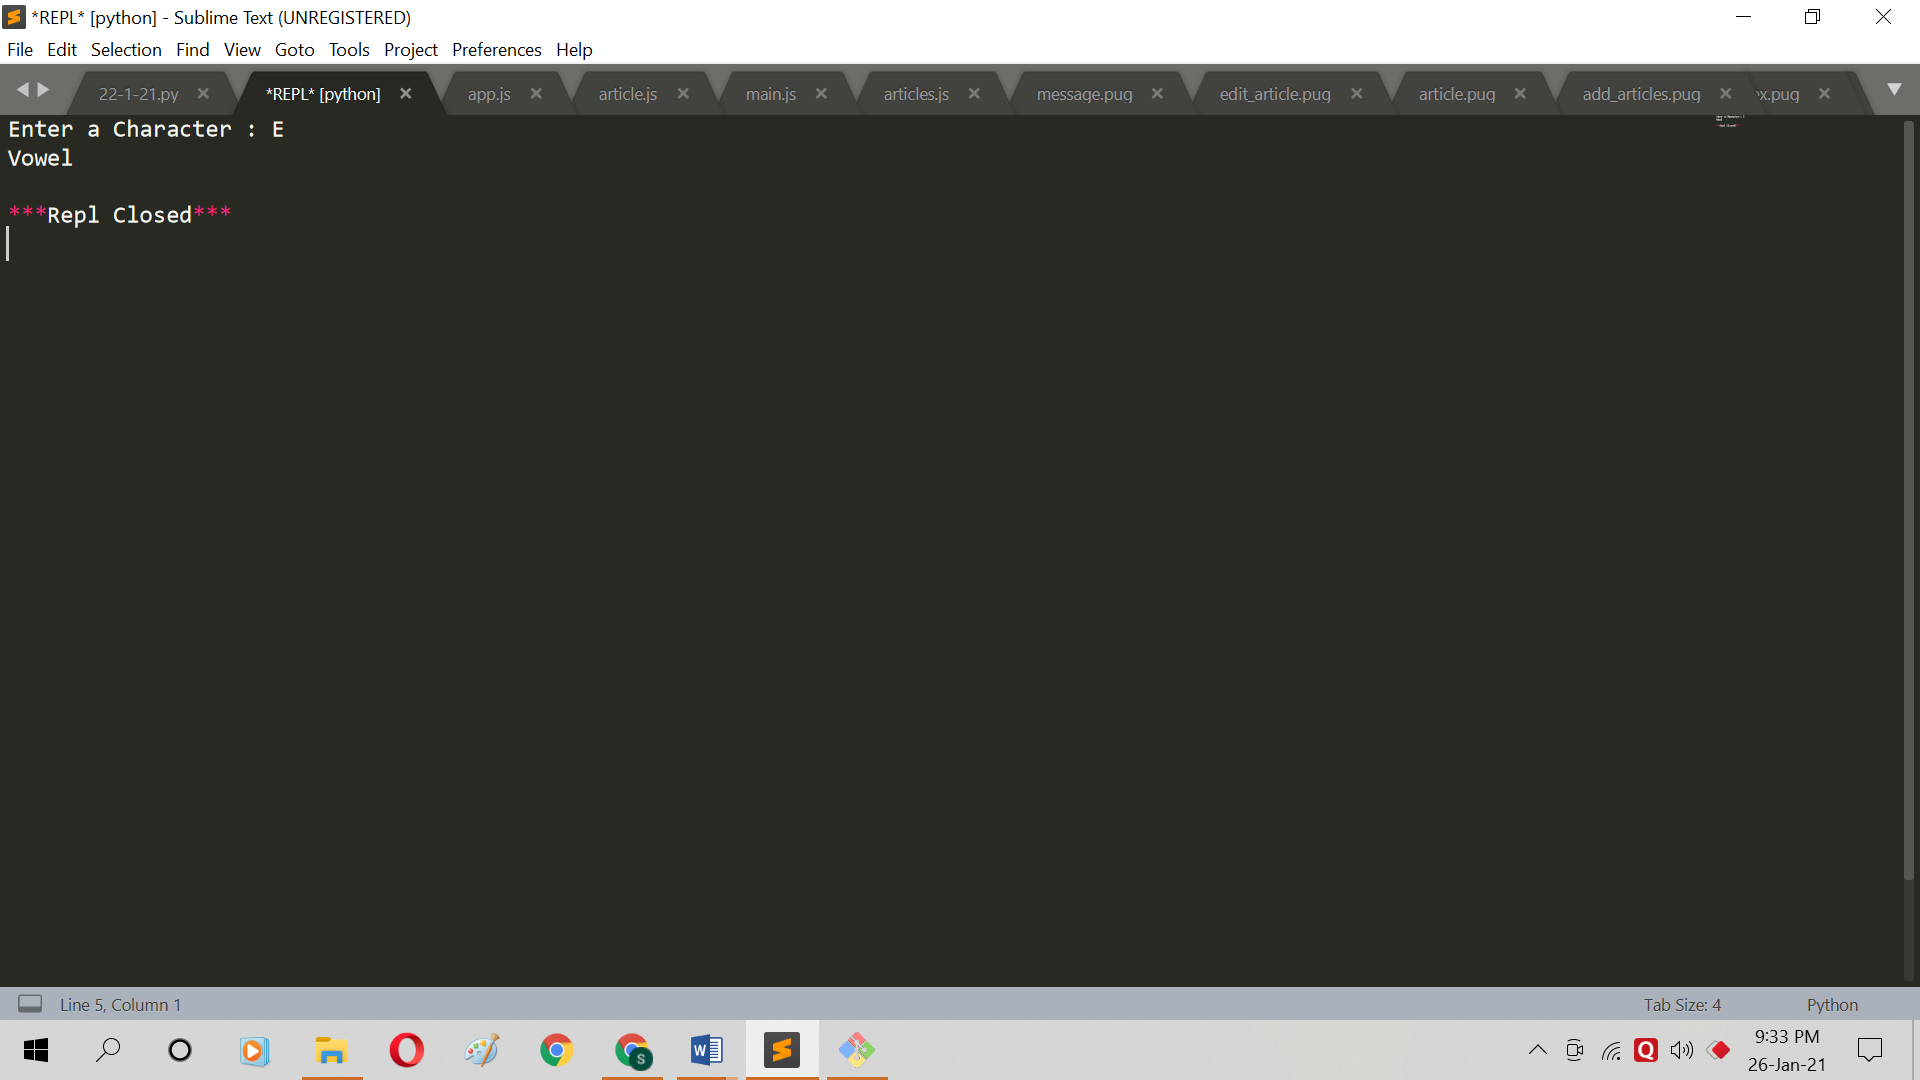 *REPL* [python] - Sublime Text (UNREGISTERED)
File Edit Selection Find View Goto Tools Project Preferences Help
22-1-21.py *REPL* [python] app.js article.js main.js articles.js message.pug edit_article.pug article.pug add_articles.pug x.pug
Enter a Character : E
Vowel
***Repl Closed***
Line 5, Column 1 Tab Size: 4 Python
9:33 PM
26-Jan-21